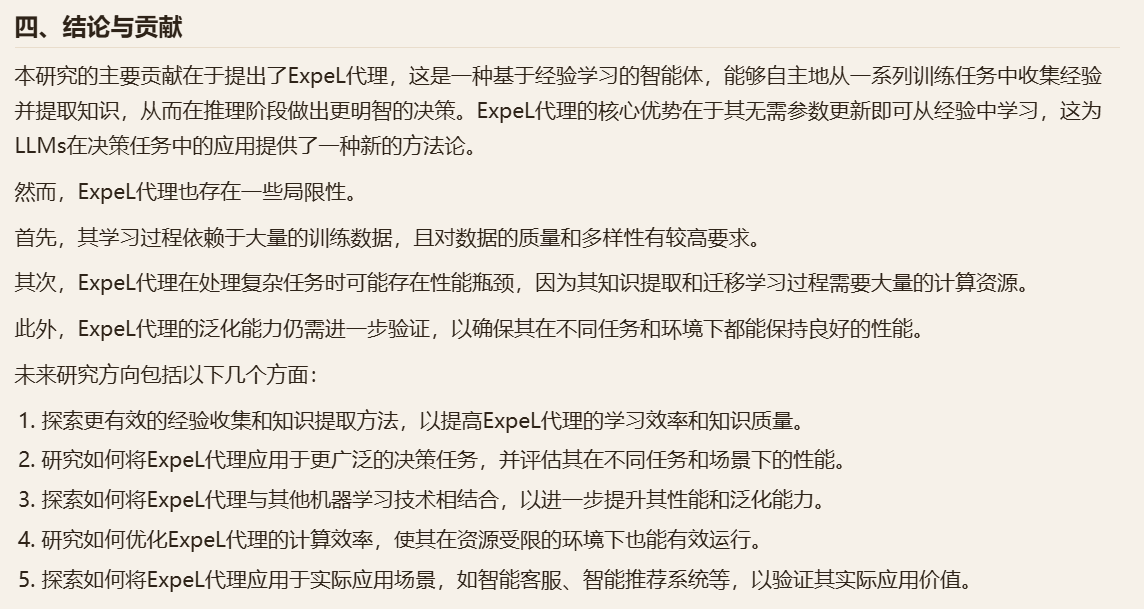 四、结论与贡献
本研究的主要贡献在于提出了ExpeL代理，这是一种基于经验学习的智能体，能够自主地从一系列训练任务中收集经验
并提取知识，从而在推理阶段做出更明智的决策。ExpeL代理的核心优势在于其无需参数更新即可从经验中学习，这为
LLMs在决策任务中的应用提供了一种新的方法论。
然而，ExpeL代理也存在一些局限性。
首先，其学习过程依赖于大量的训练数据，且对数据的质量和多样性有较高要求。
其次，ExpeL代理在处理复杂任务时可能存在性能瓶颈，因为其知识提取和迁移学习过程需要大量的计算资源。
此外，ExpeL代理的泛化能力仍需进一步验证，以确保其在不同任务和环境下都能保持良好的性能。
未来研究方向包括以下几个方面：
1. 探索更有效的经验收集和知识提取方法，以提高ExpeL代理的学习效率和知识质量。
2. 研究如何将ExpeL代理应用于更广泛的决策任务，并评估其在不同任务和场景下的性能。
3. 探索如何将ExpeL代理与其他机器学习技术相结合，以进一步提升其性能和泛化能力。
4. 研究如何优化ExpeL代理的计算效率，使其在资源受限的环境下也能有效运行。
5. 探索如何将ExpeL代理应用于实际应用场景，如智能客服、智能推荐系统等，以验证其实际应用价值。